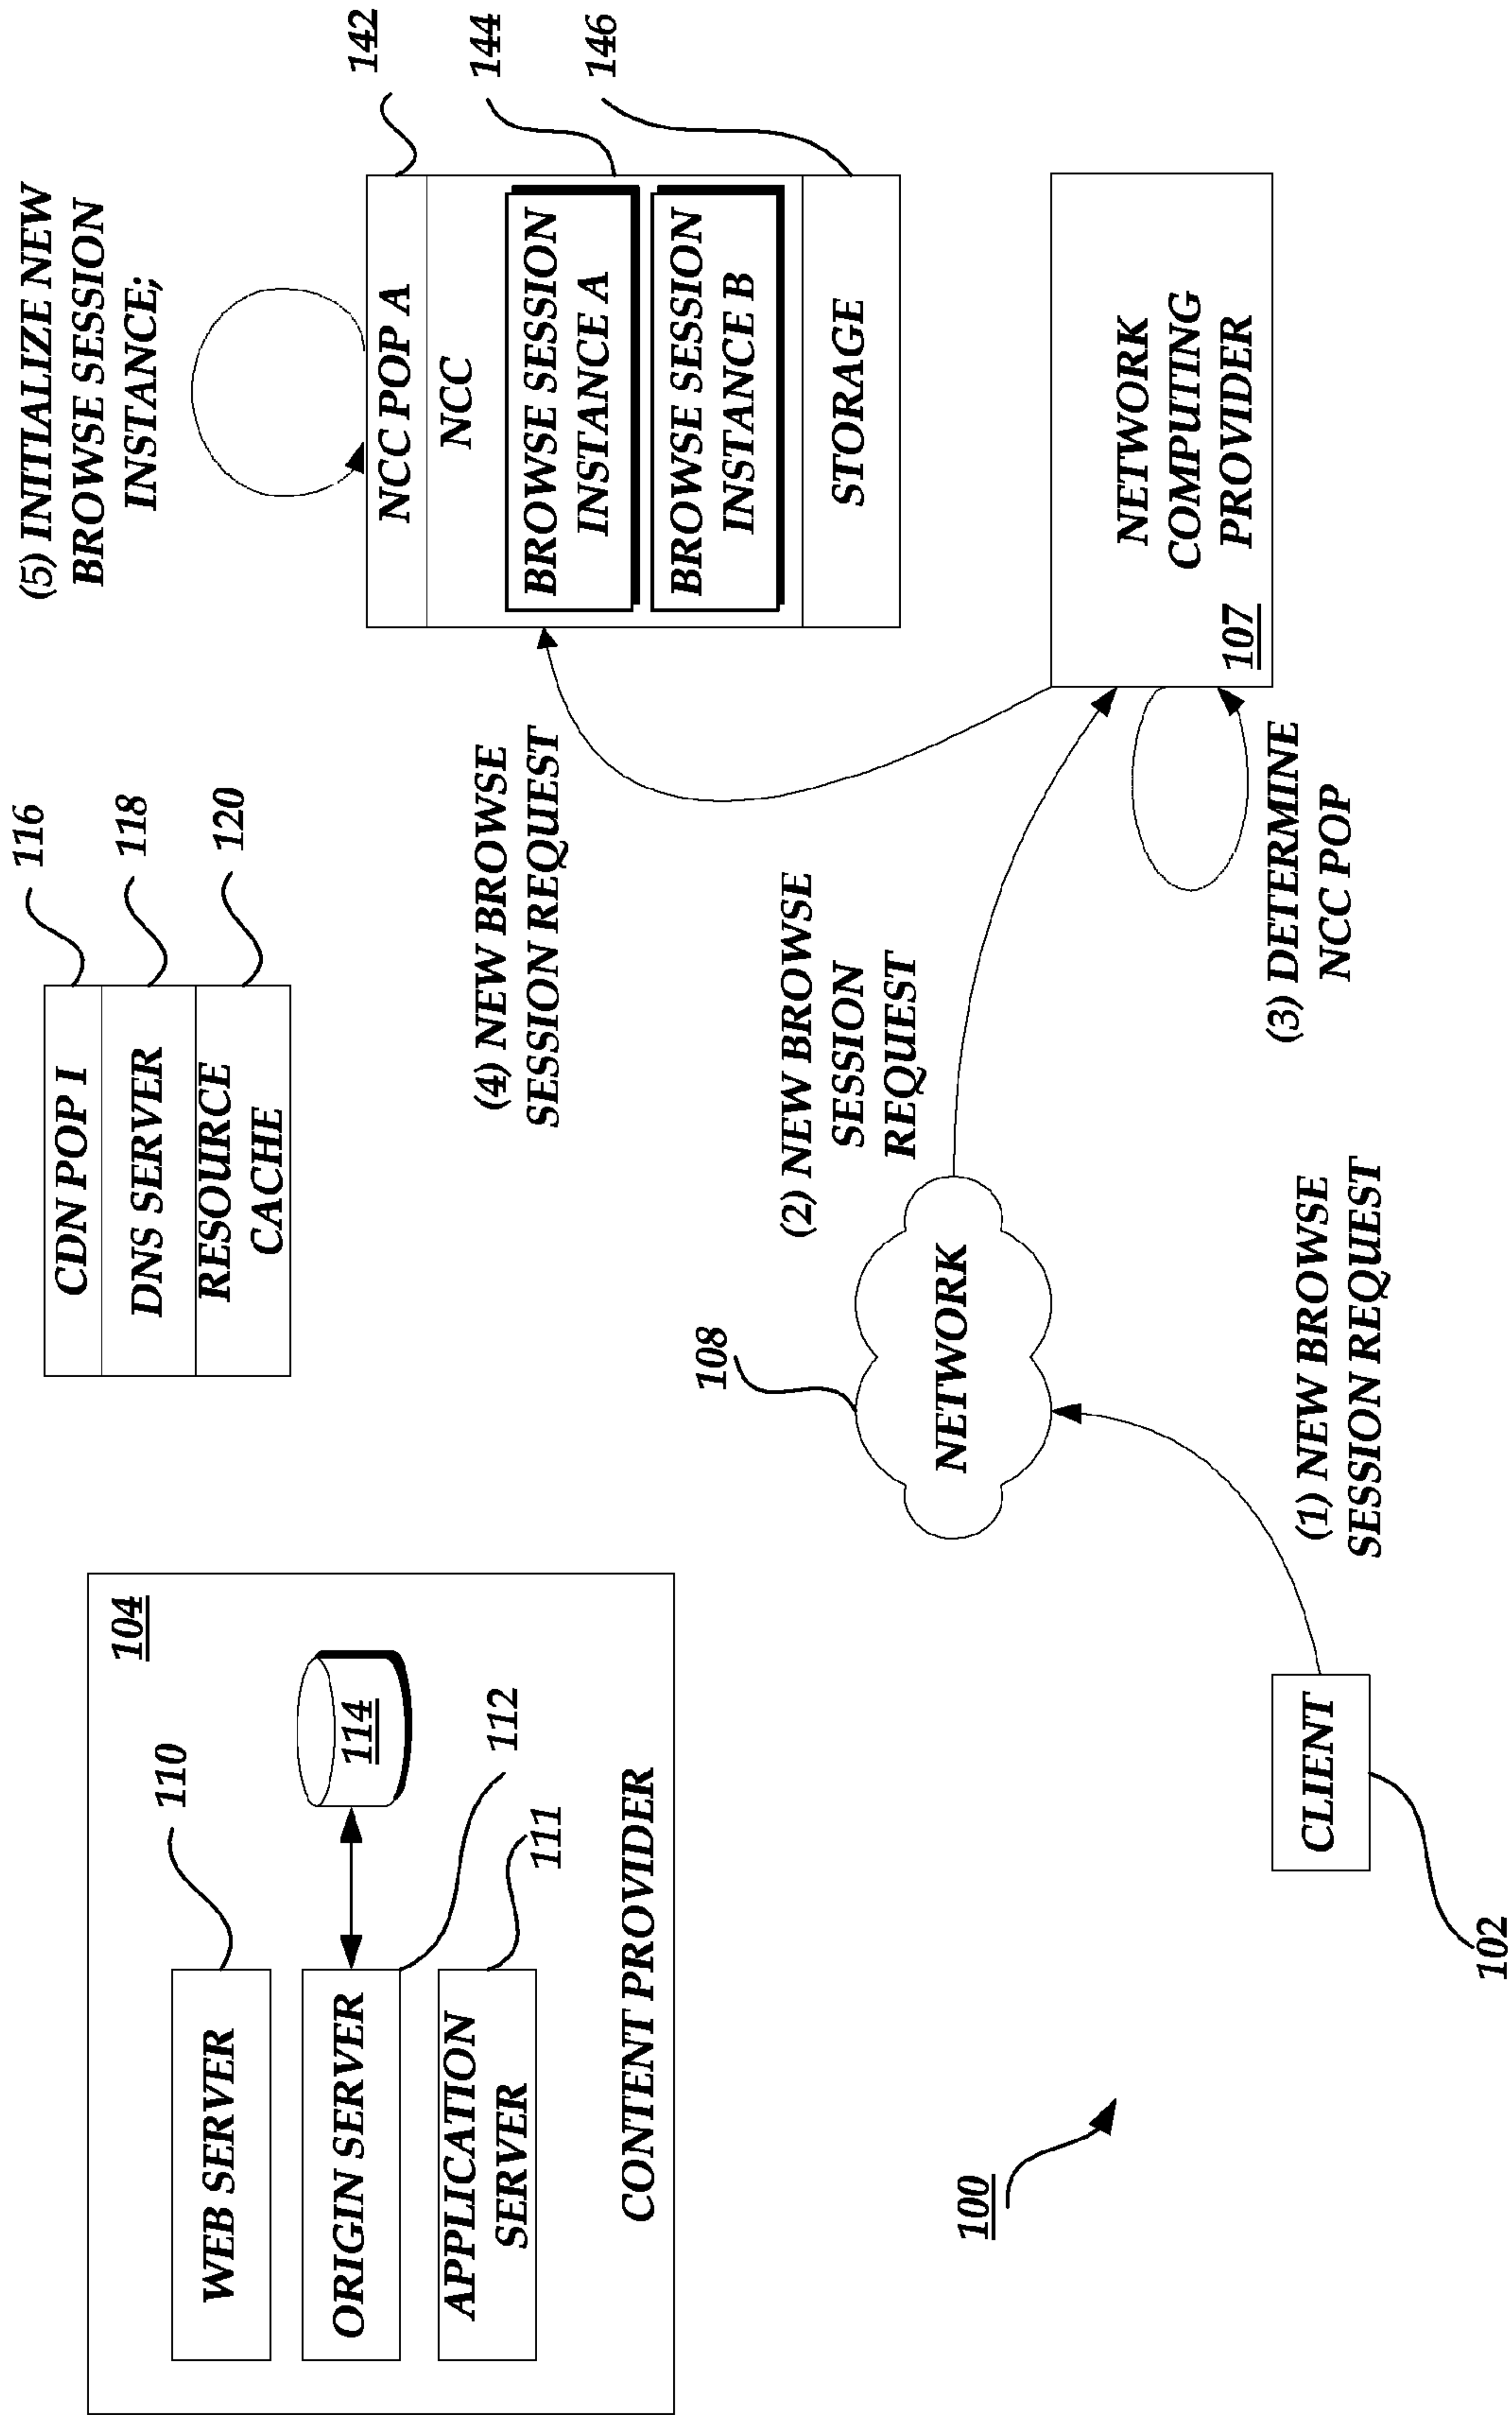 104
110
WEB SERVER
ORIGIN SERVER
114
112
APPLICATION
SERVER
111
CONTENT PROVIDER
116
118
120
CDN POP I
DNS SERVER
RESOURCE
CACHE
(5) INITIALIZE NEW
BROWSE SESSION
INSTANCE;
142
144
146
NCC POP A
NCC
BROWSE SESSION
INSTANCE A
BROWSE SESSION
INSTANCE B
STORAGE
(4) NEW BROWSE
SESSION REQUEST
108
NETWORK
(2) NEW BROWSE
SESSION
REQUEST
NETWORK
COMPUTING
PROVIDER
107
(3) DETERMINE
NCC POP
(1) NEW BROWSE
SESSION REQUEST
CLIENT
102
100